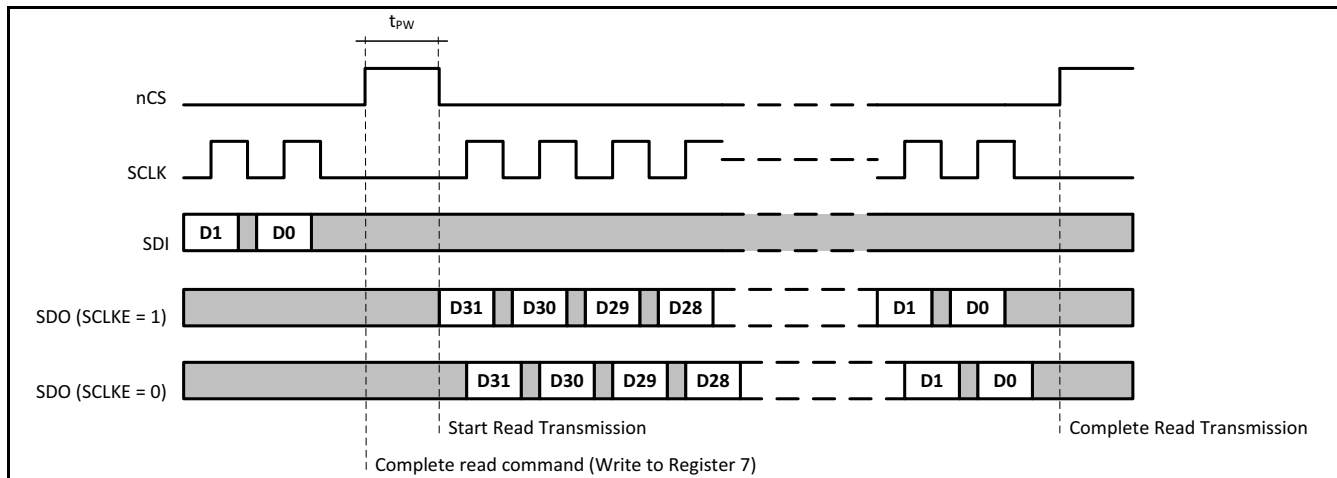 tPW
nCS
SCLK
SDI D1 D0
SDO (SCLKE = 1) D31 D30 D29 D28 D1 D0
SDO (SCLKE = 0) D31 D30 D29 D28 D1 D0
Start Read Transmission Complete Read Transmission
Complete read command (Write to Register 7)